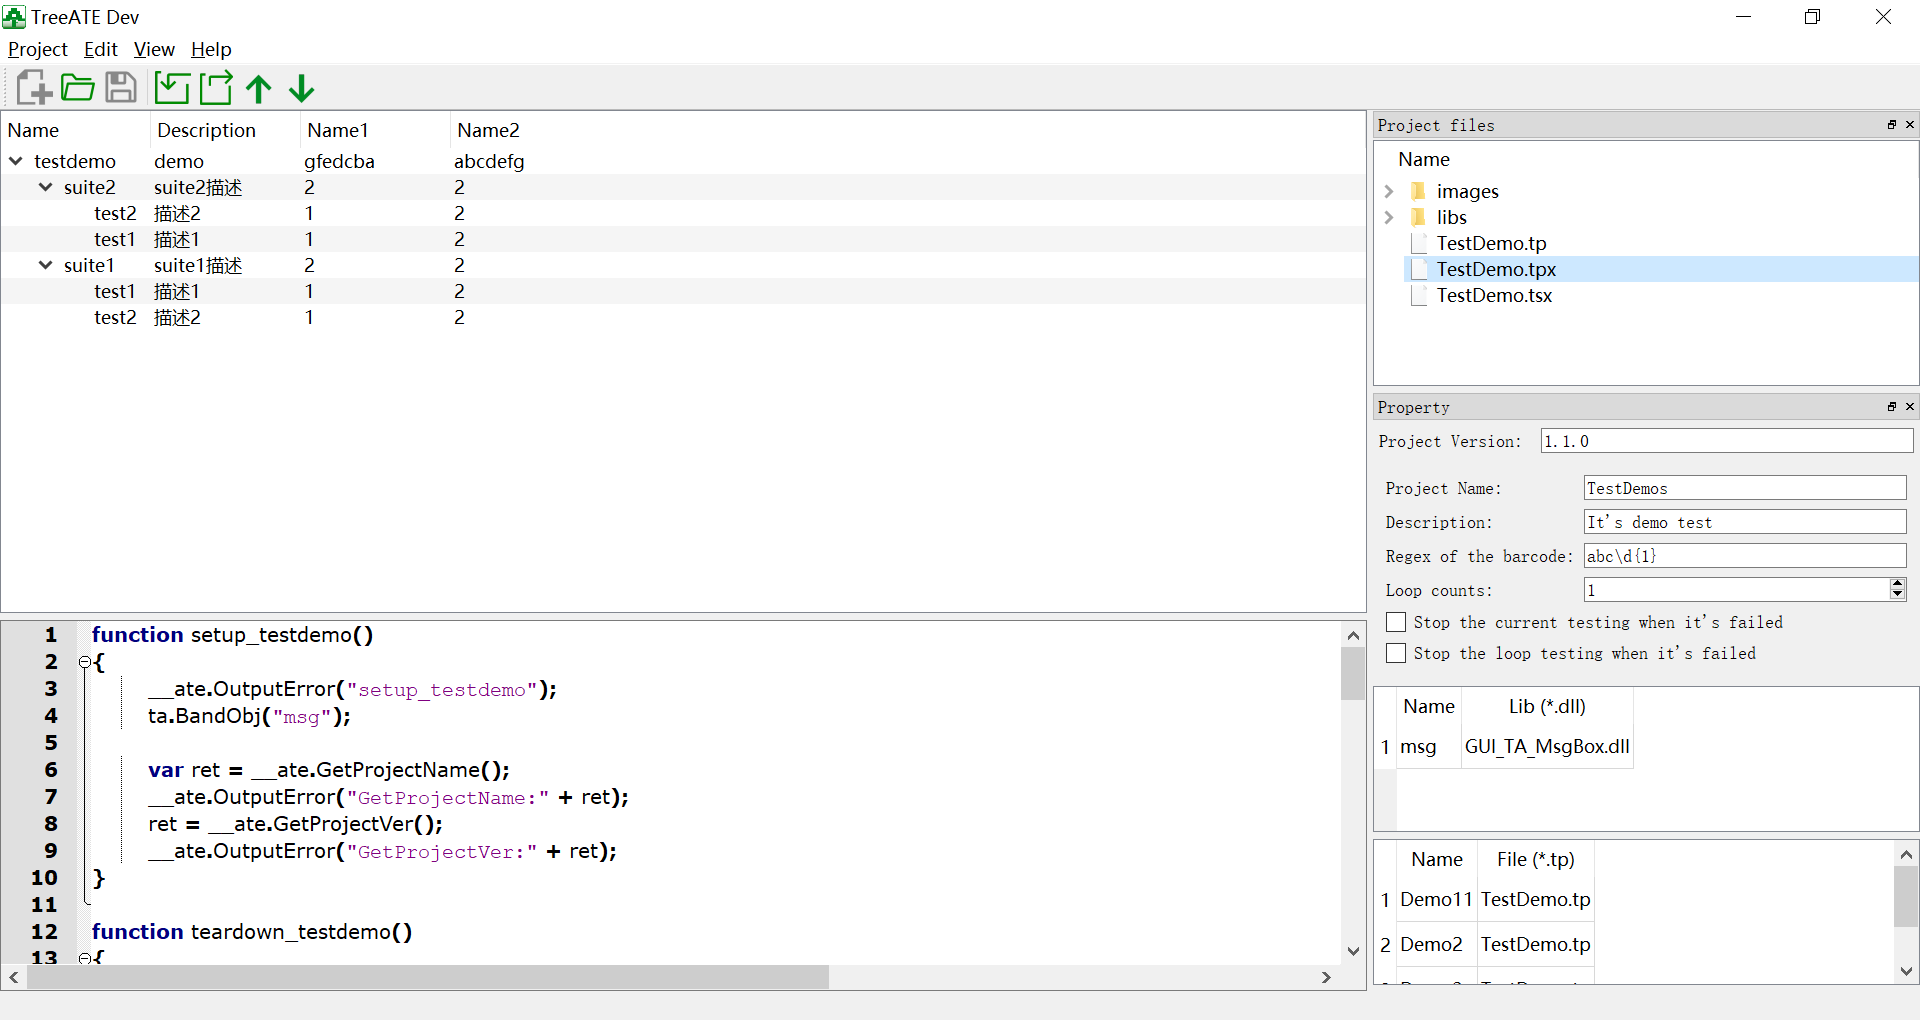 TreeATE Dev
Project Edit View Help
Name Description Name1 Name2
testdemo demo gfedcba abcdefg
suite2 suite2描述 2 2
test2 描述2 1 2
test1 描述1 1 2
suite1 suite1描述 2 2
test1 描述1 1 2
test2 描述2 1 2
1 function setup_testdemo()
2 {
3 __ate.OutputError("setup_testdemo");
4 ta.BandObj("msg");
5
6 var ret = __ate.GetProjectName();
7 __ate.OutputError("GetProjectName:" + ret);
8 ret = __ate.GetProjectVer();
9 __ate.OutputError("GetProjectVer:" + ret);
10 }
11
12 function teardown_testdemo()
13 {
Project files
Name
images
libs
TestDemo.tp
TestDemo.tpx
TestDemo.tsx
Property
Project Version: 1.1.0
Project Name: TestDemos
Description: It's demo test
Regex of the barcode: abc\d{1}
Loop counts: 1
Stop the current testing when it's failed
Stop the loop testing when it's failed
Name Lib (*.dll)
1 msg GUI_TA_MsgBox.dll
Name File (*.tp)
1 Demo11 TestDemo.tp
2 Demo2 TestDemo.tp